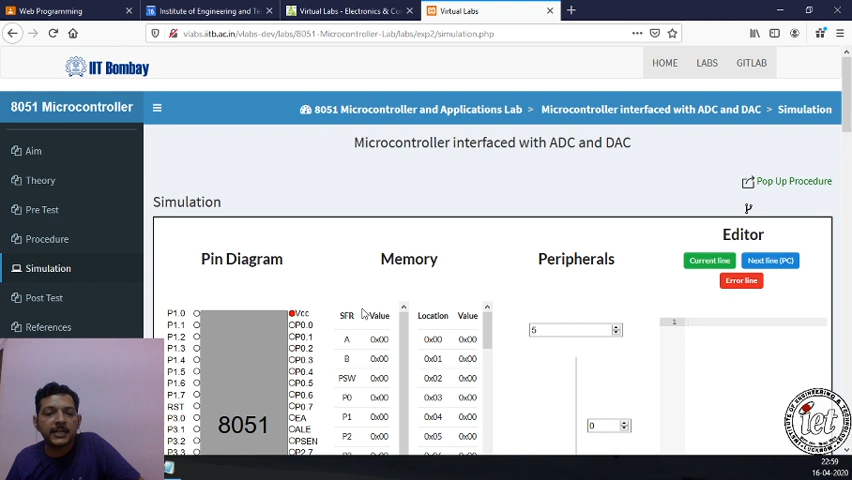 Web Programming
Institute of Engineering and Te
Virtual Labs - Electronics & Co
Virtual Labs
vlabs.iitb.ac.in/vlabs-dev/labs/8051-Microcontroller-Lab/labs/exp2/simulation.php
IIT Bombay
HOME LABS GITLAB
8051 Microcontroller
8051 Microcontroller and Applications Lab > Microcontroller interfaced with ADC and DAC > Simulation
Aim
Theory
Pre Test
Procedure
Simulation
Post Test
References
Microcontroller interfaced with ADC and DAC
Pop Up Procedure
Simulation
Pin Diagram
P1.0
P1.1
P1.2
P1.3
P1.4
P1.5
P1.6
P1.7
RST
P3.0
P3.1
P3.2
P3.3
8051
Vcc
P0.0
P0.1
P0.2
P0.3
P0.4
P0.5
P0.6
P0.7
EA
ALE
PSEN
P2.7
Memory
SFR Value
A 0x00
B 0x00
PSW 0x00
P0 0x00
P1 0x00
P2 0x00
Location Value
0x00 0x00
0x01 0x00
0x02 0x00
0x03 0x00
0x04 0x00
0x05 0x00
Peripherals
5
0
Editor
Current line Next line (PC)
Error line
1
iet
22:59
16-04-2020